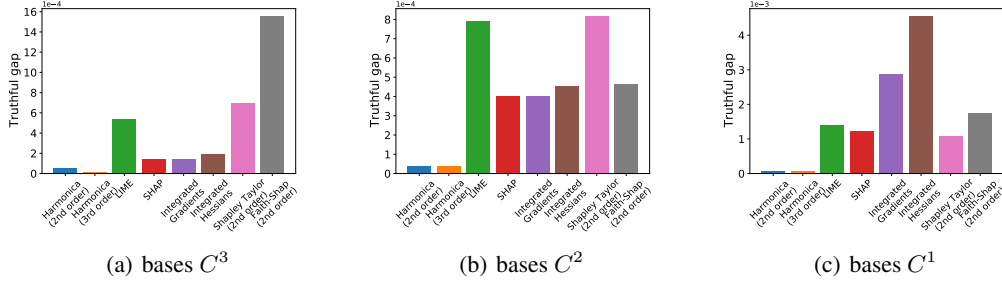 1e−4
16
14
12
10
8
6
4
2
0
Truthful gap
Harmonica
(2nd order)
Harmonica
(3rd order)
LIME
SHAP
Integrated
Gradients
Integrated
Hessians
Shapley Taylor
(2nd order)
Faith-Shap
(2nd order)
(a) bases C³
1e−4
8
7
6
5
4
3
2
1
0
Truthful gap
Harmonica
(2nd order)
Harmonica
(3rd order)
LIME
SHAP
Integrated
Gradients
Integrated
Hessians
Shapley Taylor
(2nd order)
Faith-Shap
(2nd order)
(b) bases C²
1e−3
4
3
2
1
0
Truthful gap
Harmonica
(2nd order)
Harmonica
(3rd order)
LIME
SHAP
Integrated
Gradients
Integrated
Hessians
Shapley Taylor
(2nd order)
Faith-Shap
(2nd order)
(c) bases C¹